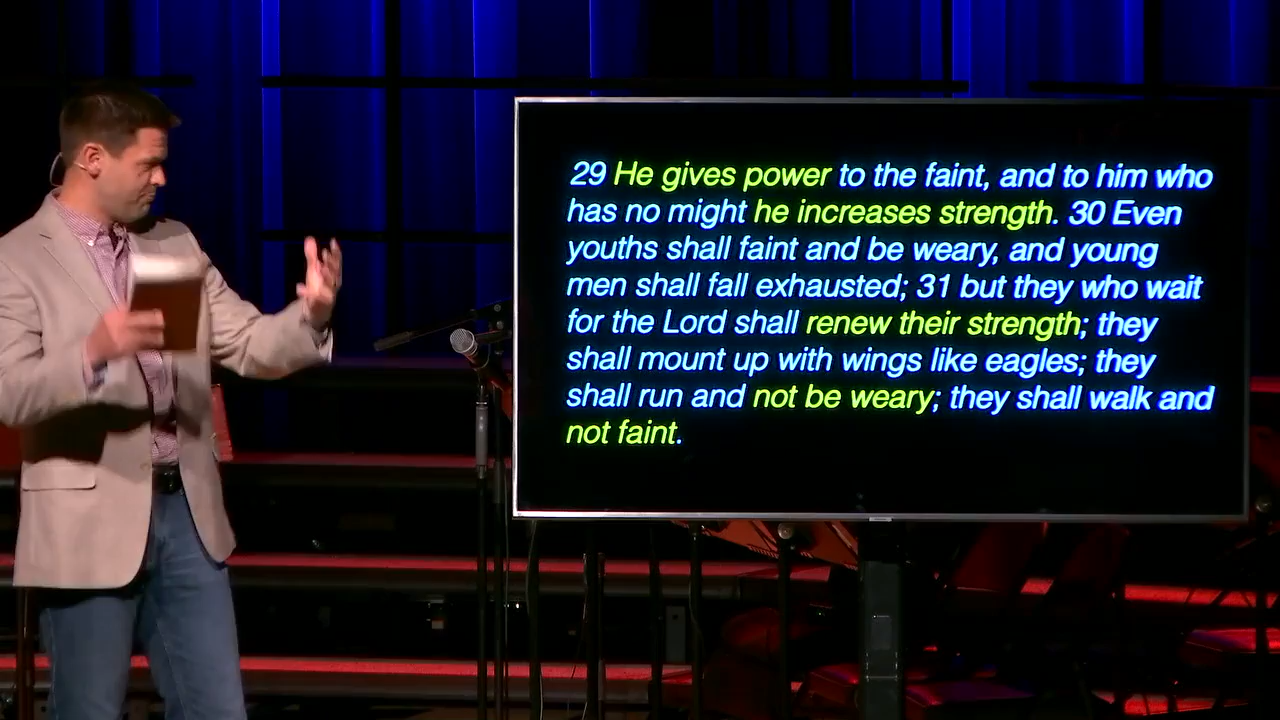 29 He gives power to the faint, and to him who
has no might he increases strength. 30 Even
youths shall faint and be weary, and young
men shall fall exhausted; 31 but they who wait
for the Lord shall renew their strength; they
shall mount up with wings like eagles; they
shall run and not be weary; they shall walk and
not faint.